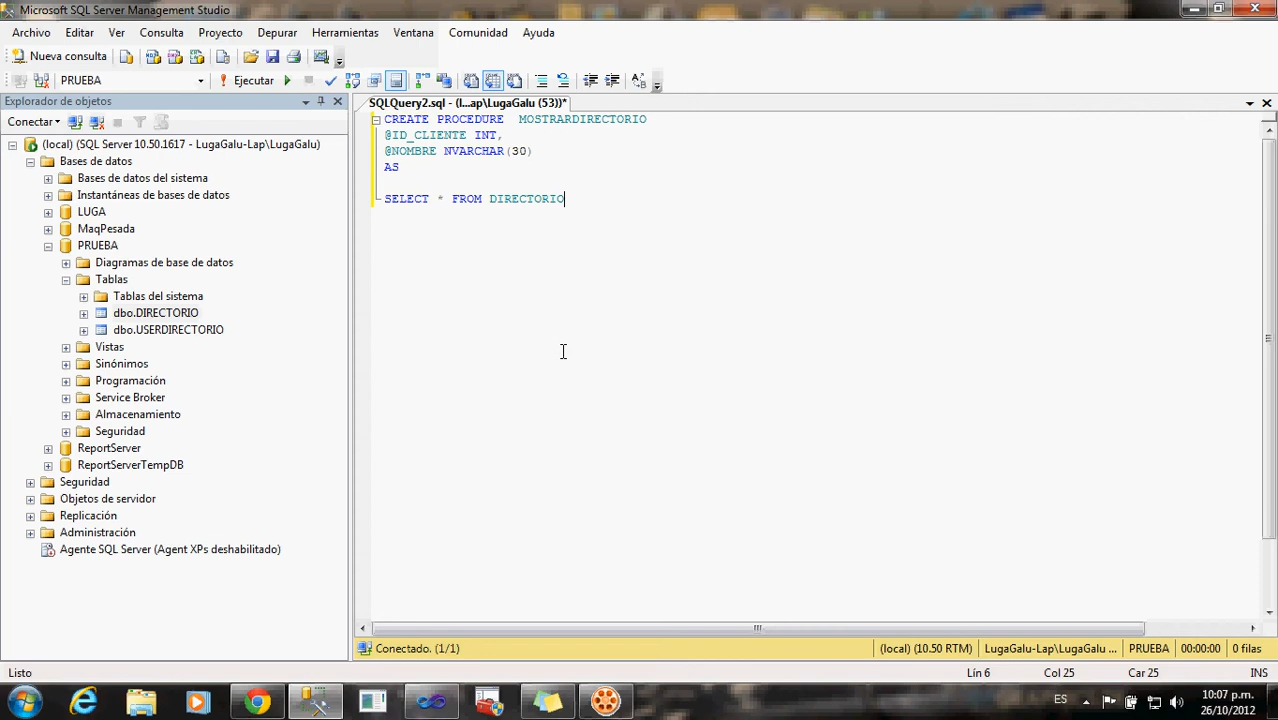 Microsoft SQL Server Management Studio
Archivo Editar Ver Consulta Proyecto Depurar Herramientas Ventana Comunidad Ayuda
Nueva consulta
PRUEBA Ejecutar
Explorador de objetos
SQLQuery2.sql - (l...ap\LugaGalu (53))*
Conectar
(local) (SQL Server 10.50.1617 - LugaGalu-Lap\LugaGalu)
Bases de datos
Bases de datos del sistema
Instantáneas de bases de datos
LUGA
MaqPesada
PRUEBA
Diagramas de base de datos
Tablas
Tablas del sistema
dbo.DIRECTORIO
dbo.USERDIRECTORIO
Vistas
Sinónimos
Programación
Service Broker
Almacenamiento
Seguridad
ReportServer
ReportServerTempDB
Seguridad
Objetos de servidor
Replicación
Administración
Agente SQL Server (Agent XPs deshabilitado)
CREATE PROCEDURE MOSTRARDIRECTORIO
@ID_CLIENTE INT,
@NOMBRE NVARCHAR(30)
AS
SELECT * FROM DIRECTORIO
Conectado. (1/1) (local) (10.50 RTM) LugaGalu-Lap\LugaGalu ... PRUEBA 00:00:00 0 filas
Listo Lín 6 Col 25 Car 25 INS
ES 10:07 p.m.
26/10/2012